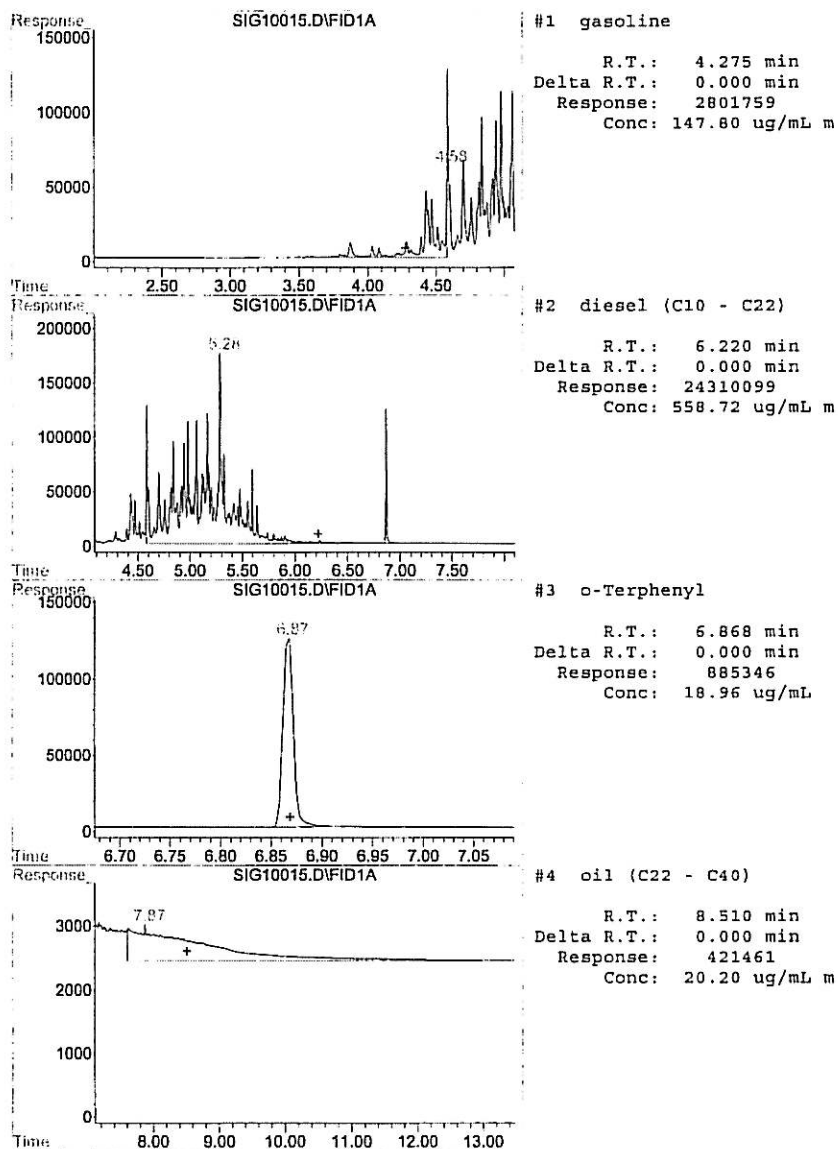 Response_ SIG10015.D\FID1A
150000
100000
50000
0
4.58
Time 2.50 3.00 3.50 4.00 4.50
#1 gasoline
R.T.: 4.275 min
Delta R.T.: 0.000 min
Response: 2801759
Conc: 147.80 ug/mL m
Response_ SIG10015.D\FID1A
200000
150000
100000
50000
0
5.28
+
Time 4.50 5.00 5.50 6.00 6.50 7.00 7.50
#2 diesel (C10 - C22)
R.T.: 6.220 min
Delta R.T.: 0.000 min
Response: 24310099
Conc: 558.72 ug/mL m
Response_ SIG10015.D\FID1A
150000
100000
50000
0
6.87
+
Time 6.70 6.75 6.80 6.85 6.90 6.95 7.00 7.05
#3 o-Terphenyl
R.T.: 6.868 min
Delta R.T.: 0.000 min
Response: 885346
Conc: 18.96 ug/mL
Response_ SIG10015.D\FID1A
3000
2000
1000
0
7.87
+
Time 8.00 9.00 10.00 11.00 12.00 13.00
#4 oil (C22 - C40)
R.T.: 8.510 min
Delta R.T.: 0.000 min
Response: 421461
Conc: 20.20 ug/mL m